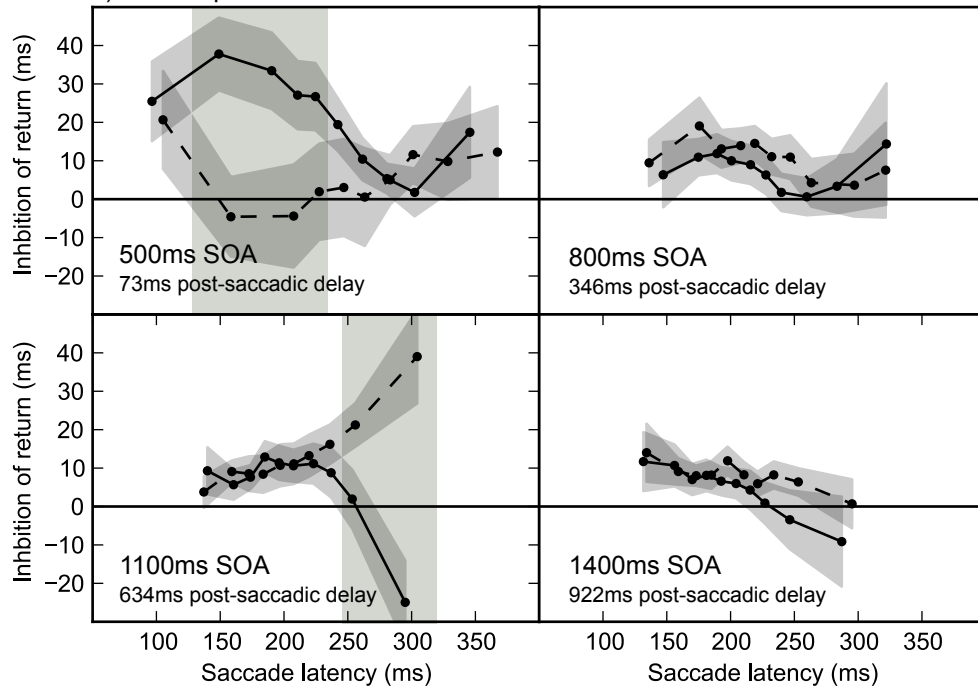 40
30
20
10
0
−10
−20
Inhbition of return (ms)
500ms SOA
73ms post-saccadic delay
800ms SOA
346ms post-saccadic delay
40
30
20
10
0
−10
−20
Inhbition of return (ms)
1100ms SOA
634ms post-saccadic delay
1400ms SOA
922ms post-saccadic delay
100 150 200 250 300 350
100 150 200 250 300 350
Saccade latency (ms)
Saccade latency (ms)